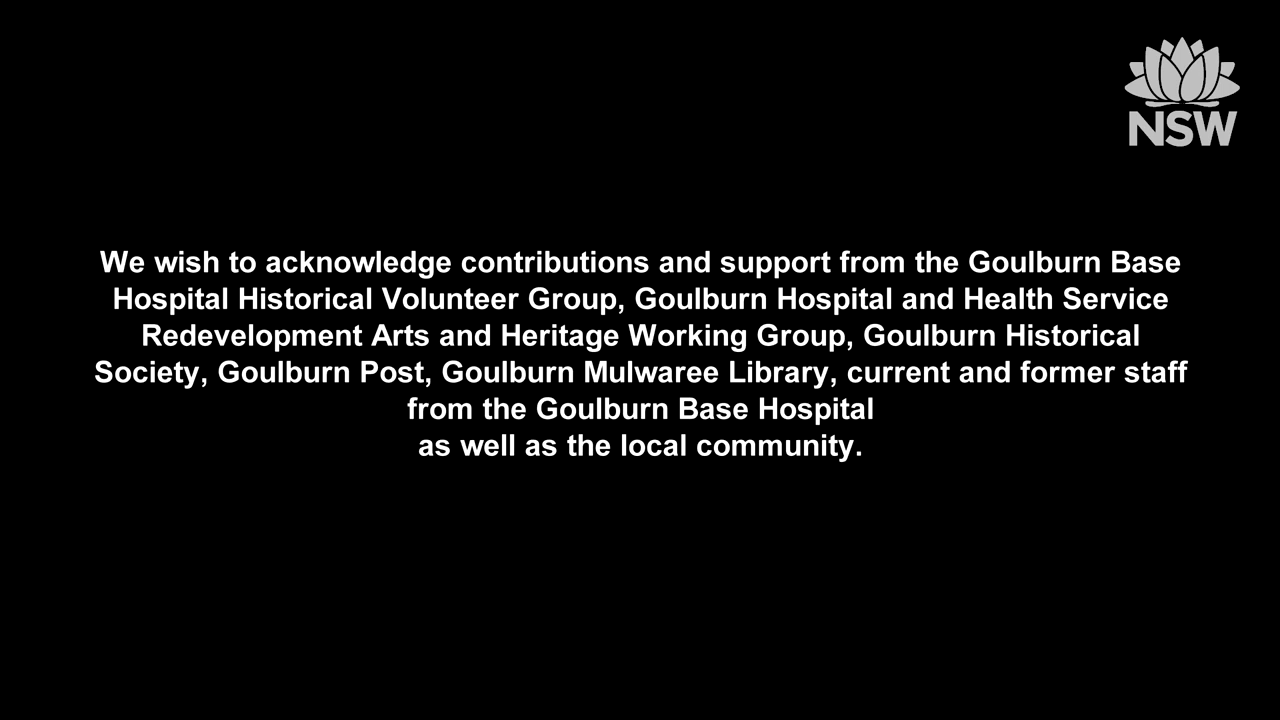 NSW
We wish to acknowledge contributions and support from the Goulburn Base
Hospital Historical Volunteer Group, Goulburn Hospital and Health Service
Redevelopment Arts and Heritage Working Group, Goulburn Historical
Society, Goulburn Post, Goulburn Mulwaree Library, current and former staff
from the Goulburn Base Hospital
as well as the local community.